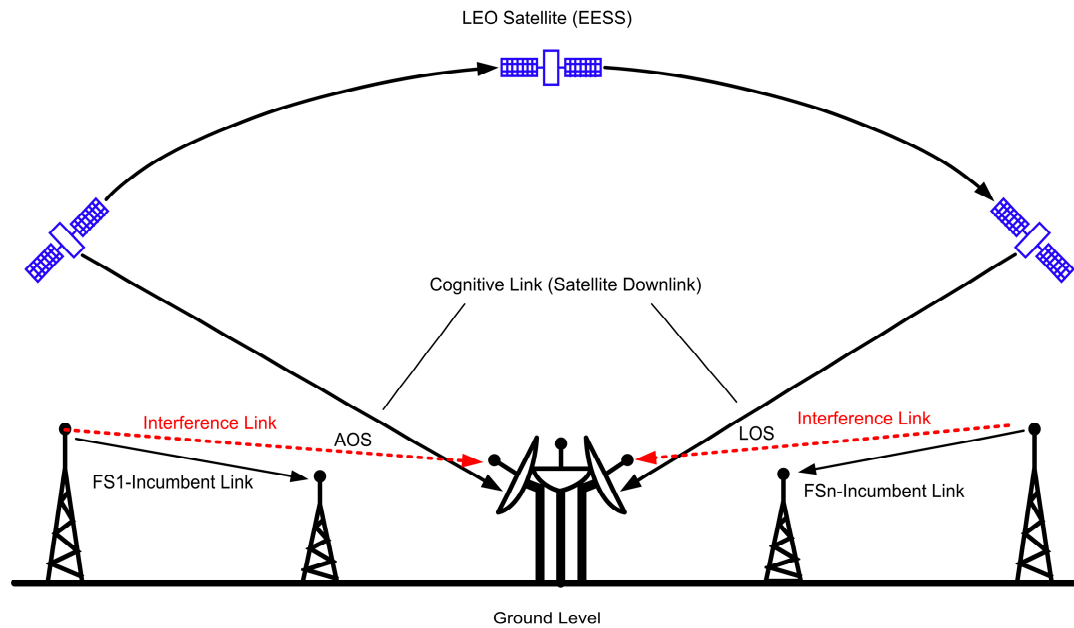 LEO Satellite (EESS)
Cognitive Link (Satellite Downlink)
Interference Link
Interference Link
AOS
LOS
FS1-Incumbent Link
FSn-Incumbent Link
Ground Level